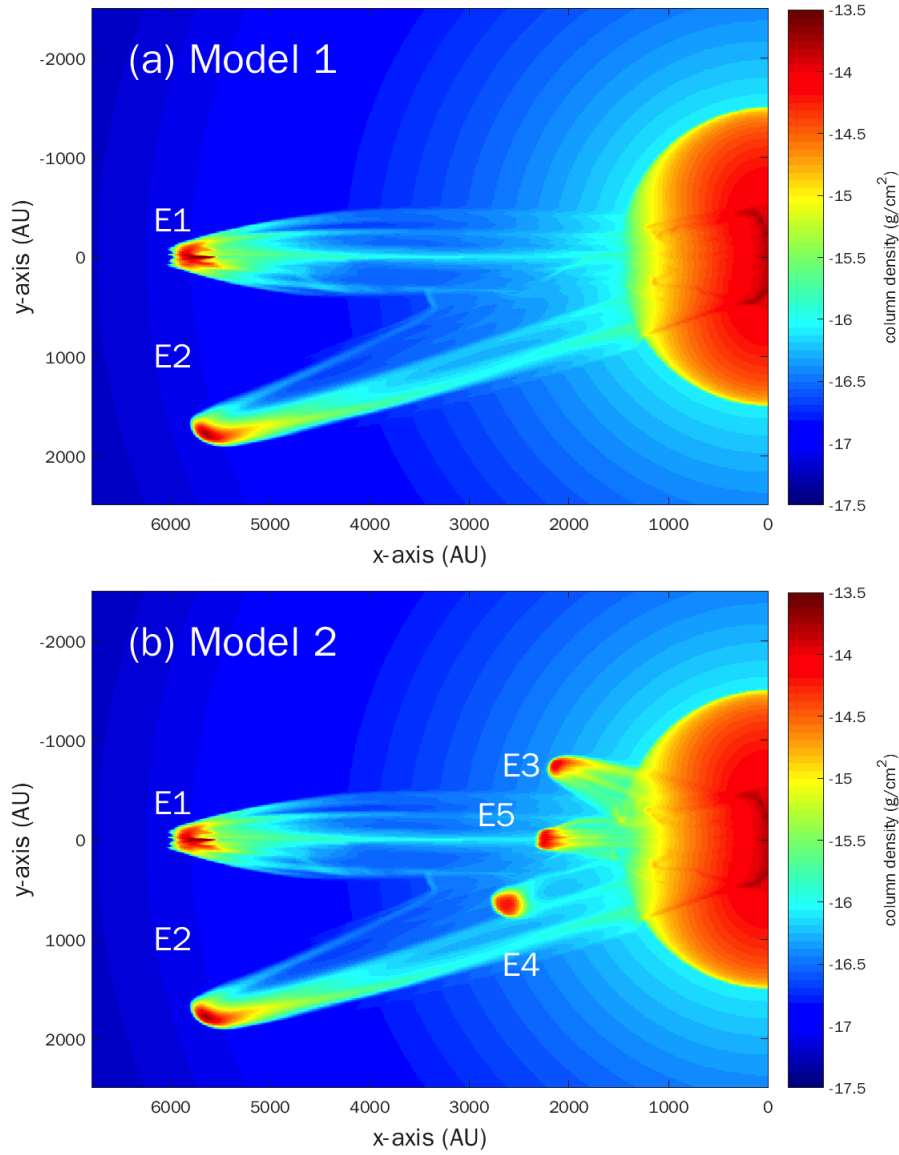 (a) Model 1
-2000
-1000
0
1000
2000
y-axis (AU)
E1
E2
6000 5000 4000 3000 2000 1000 0
x-axis (AU)
-13.5
-14
-14.5
-15
-15.5
-16
-16.5
-17
-17.5
column density (g/cm²)
(b) Model 2
-2000
-1000
0
1000
2000
y-axis (AU)
E3
E1
E5
E2
E4
6000 5000 4000 3000 2000 1000 0
x-axis (AU)
-13.5
-14
-14.5
-15
-15.5
-16
-16.5
-17
-17.5
column density (g/cm²)